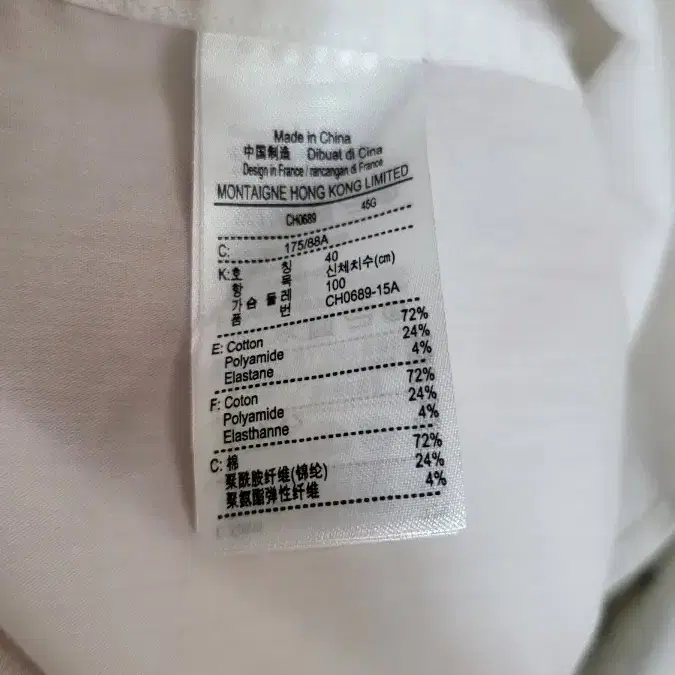 Made in China
中国制造 Dibuat di Cina
Design in France / rancangan di France
MONTAIGNE HONG KONG LIMITED
CH0689 45G
C: 175/88A
K: 호 칭 40
항 목 신체치수(cm)
가 슴 둘 레 100
품 번 CH0689-15A
E: Cotton 72%
Polyamide 24%
Elastane 4%
F: Coton 72%
Polyamide 24%
Elasthanne 4%
C: 棉 72%
聚酰胺纤维(锦纶) 24%
聚氨酯弹性纤维 4%